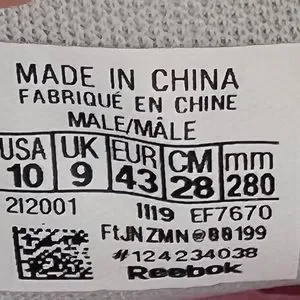 MADE IN CHINA
FABRIQUÉ EN CHINE
MALE/MÂLE
USA UK EUR CM mm
10 9 43 28 280
212001 1119 EF7670
FtJNZMN@00199
#124234038
Reebok